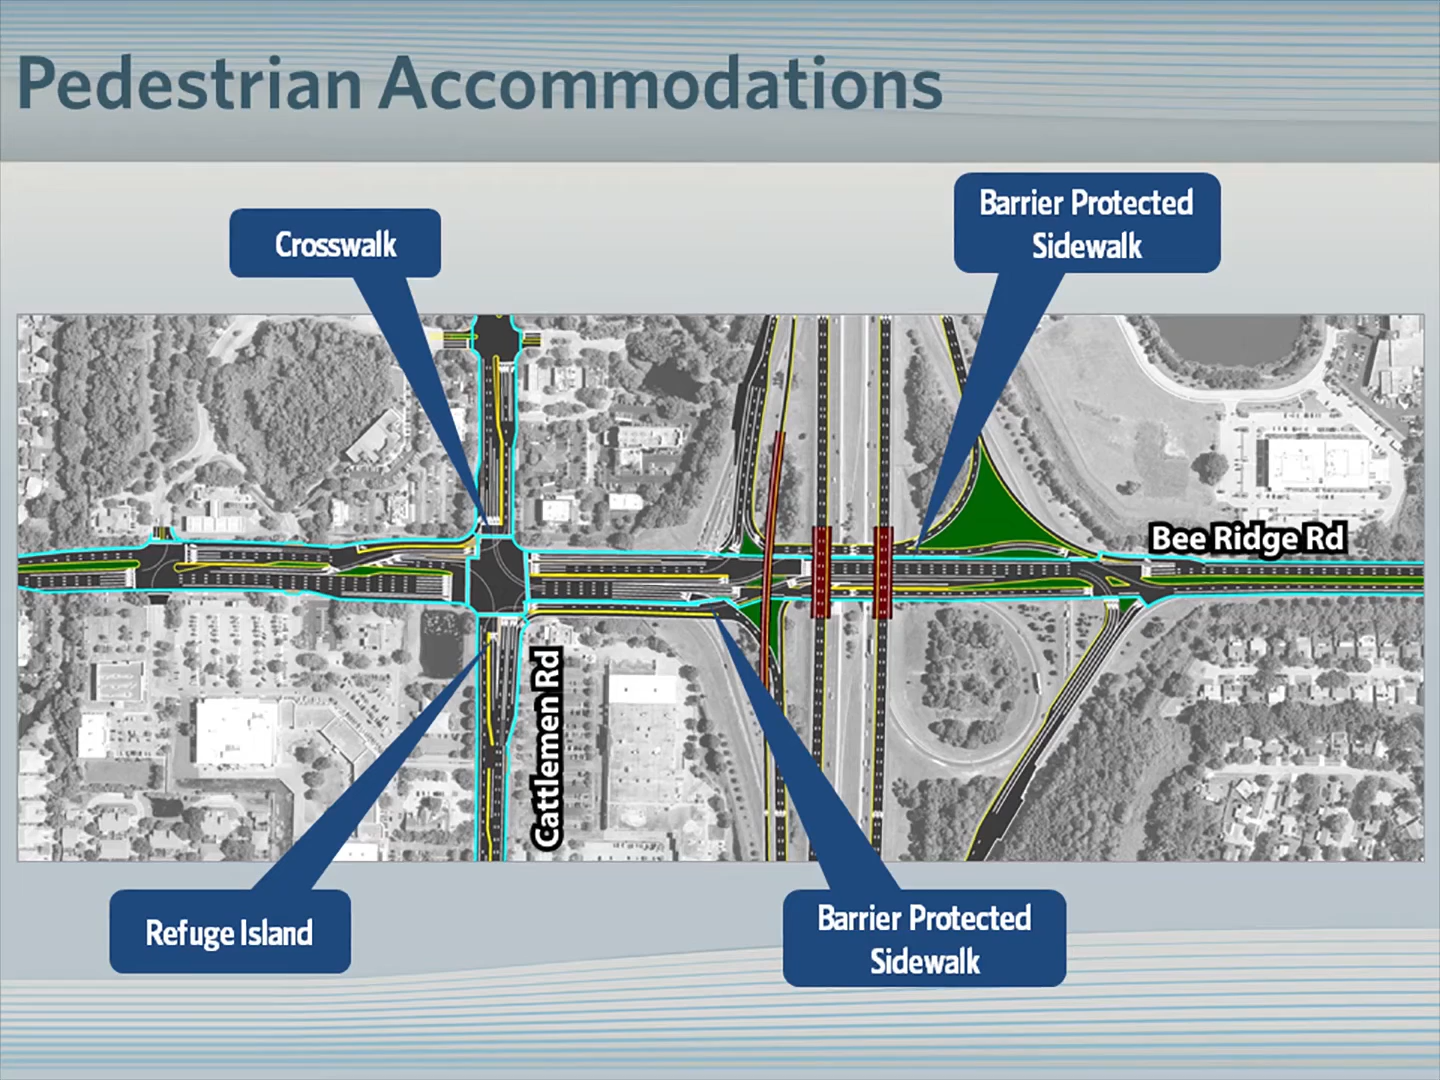 Pedestrian Accommodations
Barrier Protected
Sidewalk
Crosswalk
Bee Ridge Rd
Cattlemen Rd
Refuge Island
Barrier Protected
Sidewalk